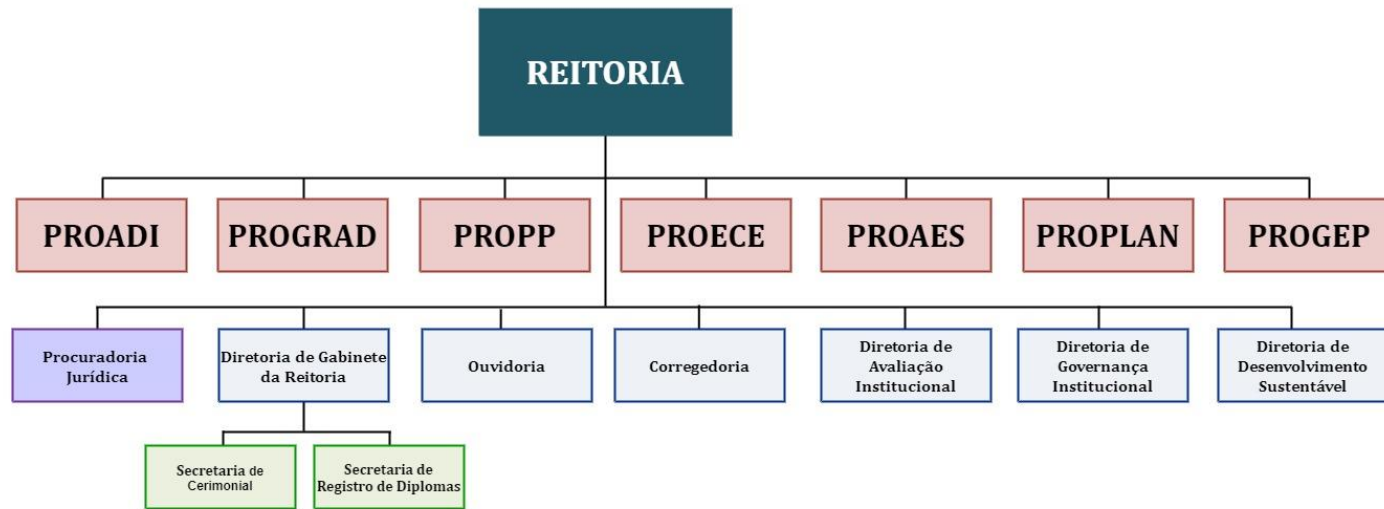 REITORIA
PROADI
PROGRAD
PROPP
PROECE
PROAES
PROPLAN
PROGEP
Procuradoria
Jurídica
Diretoria de Gabinete
da Reitoria
Ouvidoria
Corregedoria
Diretoria de
Avaliação
Institucional
Diretoria de
Governança
Institucional
Diretoria de
Desenvolvimento
Sustentável
Secretaria de
Cerimonial
Secretaria de
Registro de Diplomas